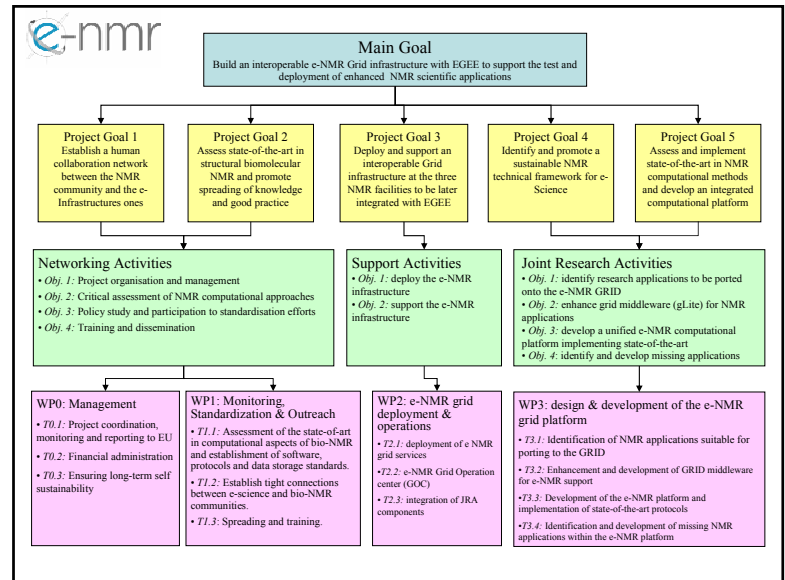 e-nmr
Main Goal
Build an interoperable e-NMR Grid infrastructure with EGEE to support the test and
deployment of enhanced NMR scientific applications
Project Goal 1
Establish a human
collaboration network
between the NMR
community and the e-
Infrastructures ones
Project Goal 2
Assess state-of-the-art in
structural biomolecular
NMR and promote
spreading of knowledge
and good practice
Project Goal 3
Deploy and support an
interoperable Grid
infrastructure at the three
NMR facilities to be later
integrated with EGEE
Project Goal 4
Identify and promote a
sustainable NMR
technical framework for e-
Science
Project Goal 5
Assess and implement
state-of-the-art in NMR
computational methods
and develop an integrated
computational platform
Networking Activities
• Obj. 1: Project organisation and management
• Obj. 2: Critical assessment of NMR computational approaches
• Obj. 3: Policy study and participation to standardisation efforts
• Obj. 4: Training and dissemination
Support Activities
• Obj. 1: deploy the e-NMR
infrastructure
• Obj. 2: support the e-NMR
infrastructure
Joint Research Activities
• Obj. 1: identify research applications to be ported
onto the e-NMR GRID
• Obj. 2: enhance grid middleware (gLite) for NMR
applications
• Obj. 3: develop a unified e-NMR computational
platform implementing state-of-the-art
• Obj. 4: identify and develop missing applications
WP0: Management
• T0.1: Project coordination,
monitoring and reporting to EU
• T0.2: Financial administration
• T0.3: Ensuring long-term self
sustainability
WP1: Monitoring,
Standardization & Outreach
• T1.1: Assessment of the state-of-art
in computational aspects of bio-NMR
and establishment of software,
protocols and data storage standards.
• T1.2: Establish tight connections
between e-science and bio-NMR
communities.
• T1.3: Spreading and training.
WP2: e-NMR grid
deployment &
operations
• T2.1: deployment of e NMR
grid services
•T2.2: e-NMR Grid Operation
center (GOC)
• T2.3: integration of JRA
components
WP3: design & development of the e-NMR
grid platform
• T3.1: Identification of NMR applications suitable for
porting to the GRID
•T3.2: Enhancement and development of GRID middleware
for e-NMR support
•T3.3: Development of the e-NMR platform and
implementation of state-of-the-art protocols
•T3.4: Identification and development of missing NMR
applications within the e-NMR platform